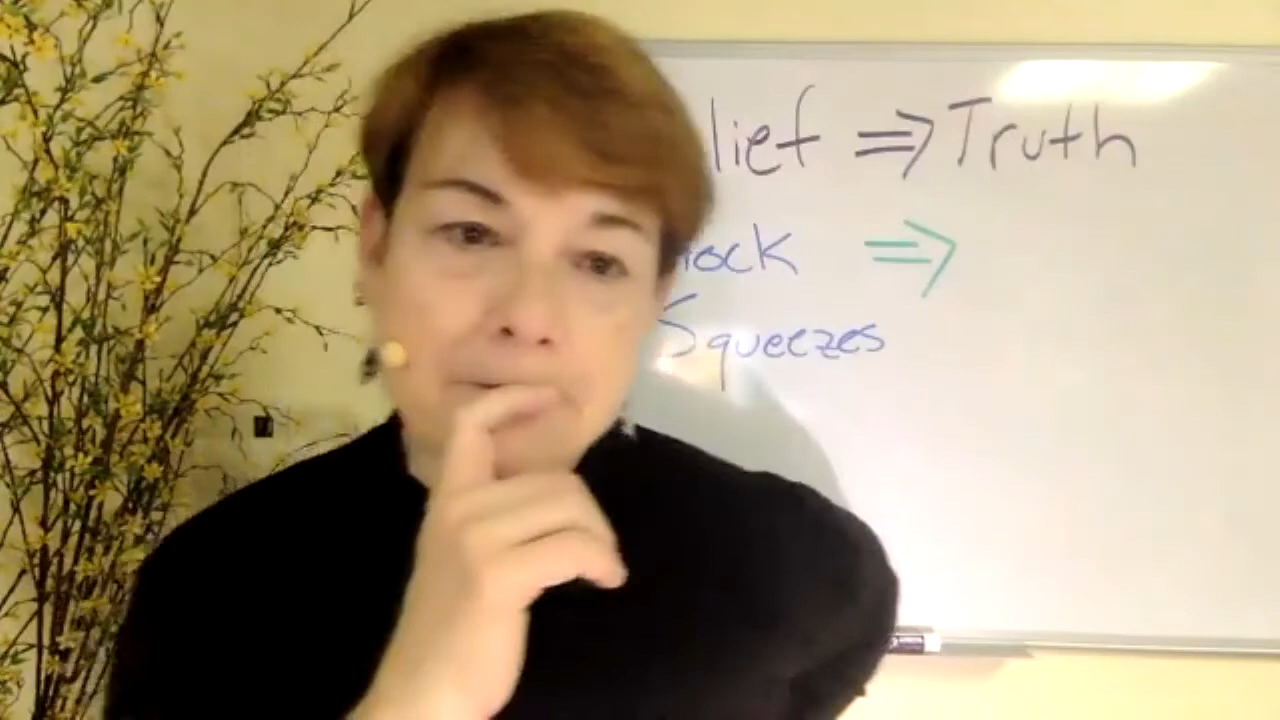 lief ⇒ Truth
ock ⇒
Squeezes